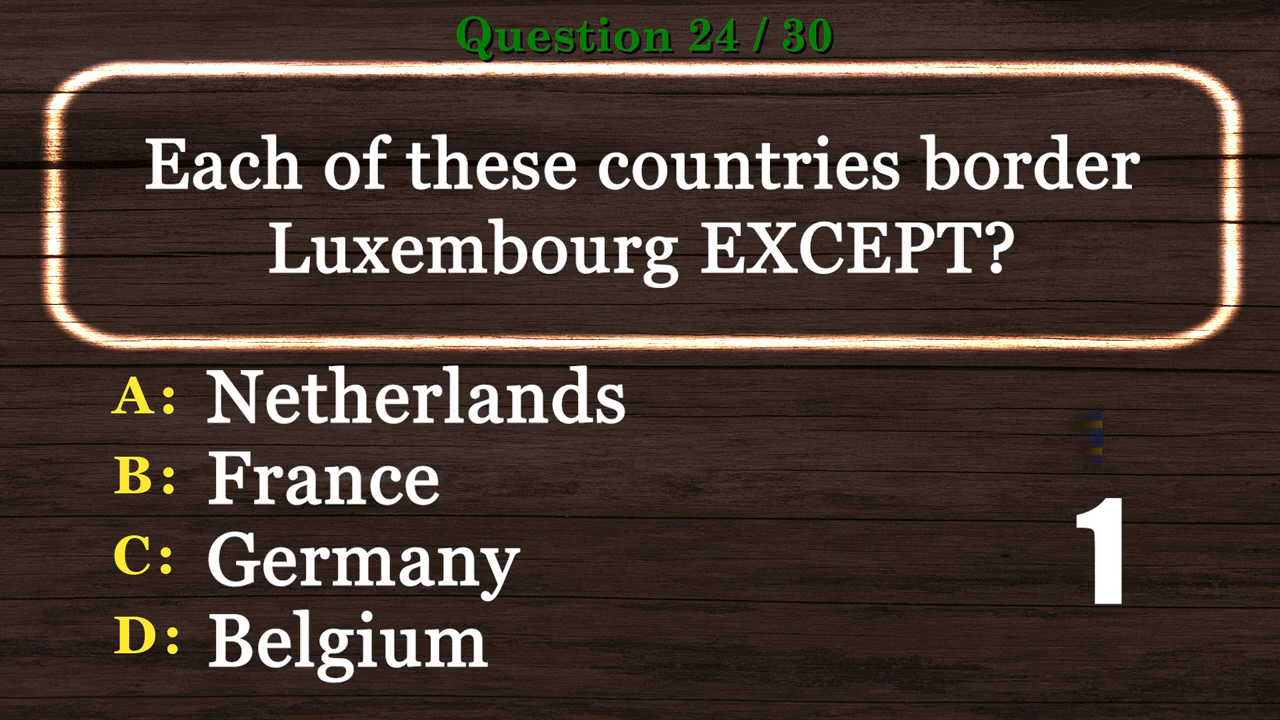 Question 24 / 30
Each of these countries border
Luxembourg EXCEPT?
A: Netherlands
B: France
C: Germany
D: Belgium
1